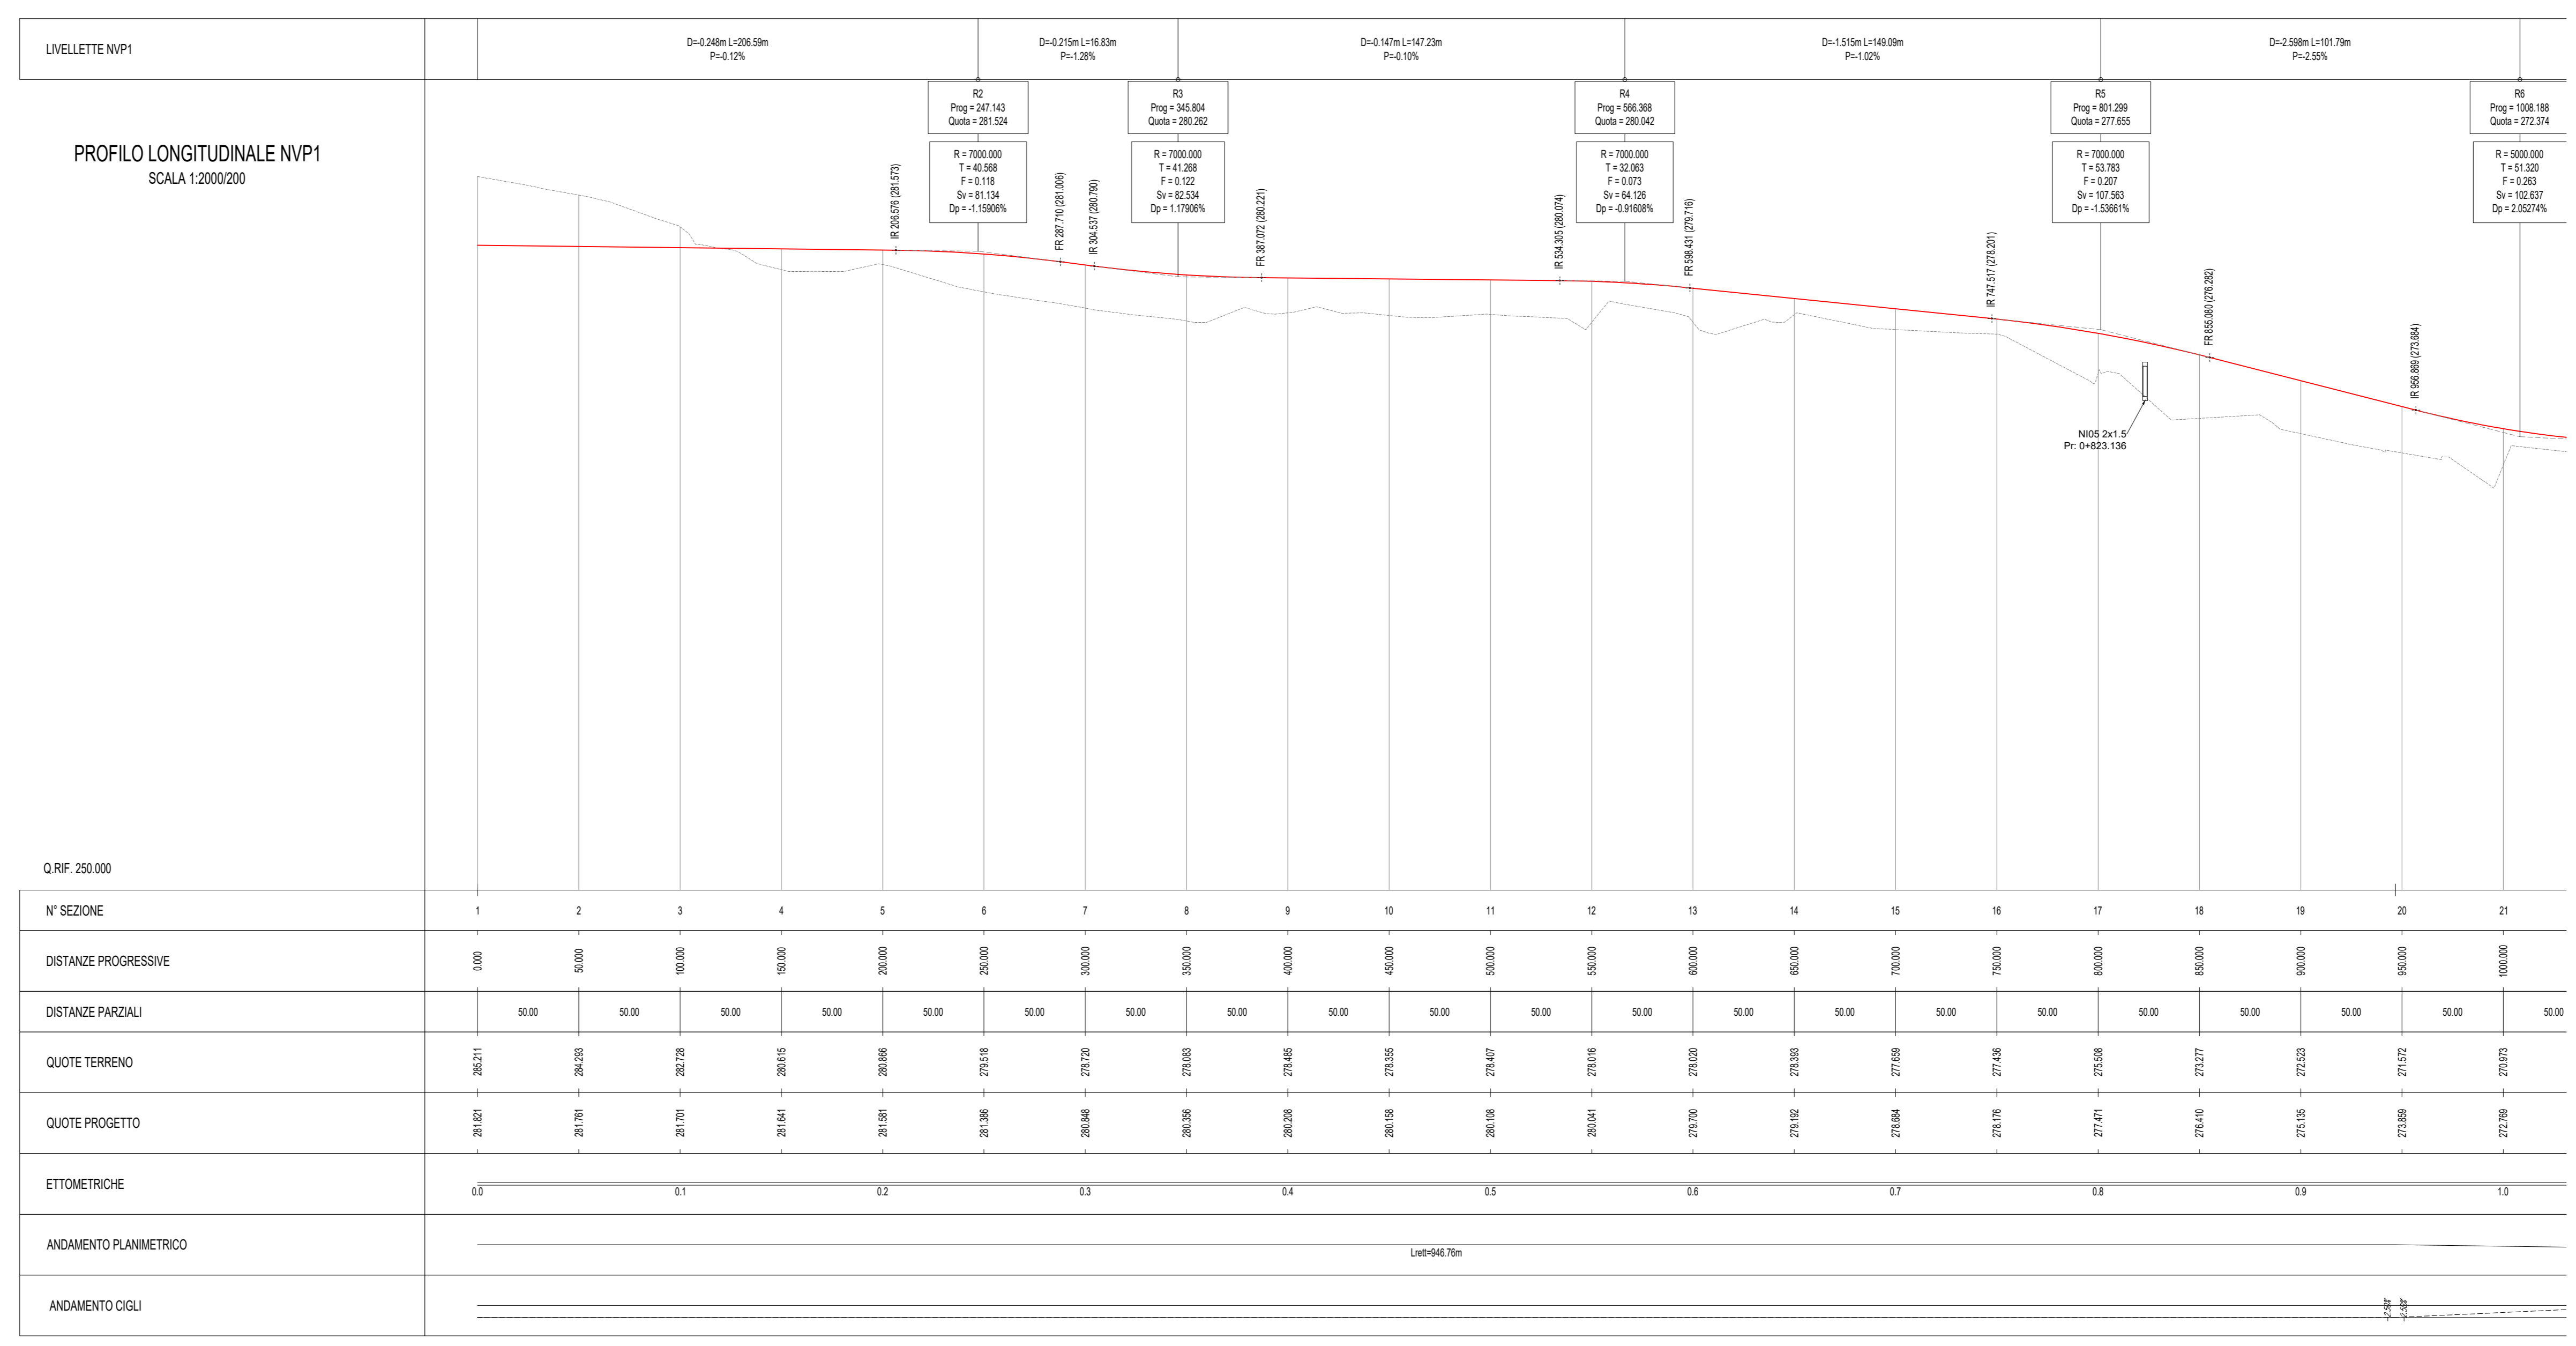 LIVELLETTE NVP1
D=-0.248m L=206.59m
P=-0.12%
D=-0.215m L=16.83m
P=-1.28%
D=-0.147m L=147.23m
P=-0.10%
D=-1.515m L=149.09m
P=-1.02%
D=-2.598m L=101.79m
P=-2.55%
PROFILO LONGITUDINALE NVP1
SCALA 1:2000/200
R2
Prog = 247.143
Quota = 281.524
R = 7000.000
T = 40.568
F = 0.118
Sv = 81.134
Dp = -1.15906%
R3
Prog = 345.804
Quota = 280.262
R = 7000.000
T = 41.268
F = 0.122
Sv = 82.534
Dp = 1.17906%
R4
Prog = 566.368
Quota = 280.042
R = 7000.000
T = 32.063
F = 0.073
Sv = 64.126
Dp = -0.91608%
R5
Prog = 801.299
Quota = 277.655
R = 7000.000
T = 53.783
F = 0.207
Sv = 107.563
Dp = -1.53661%
R6
Prog = 1008.188
Quota = 272.374
R = 5000.000
T = 51.320
F = 0.263
Sv = 102.637
Dp = 2.05274%
IR 206.576 (281.573)
FR 287.710 (281.006)
IR 304.537 (280.790)
FR 387.072 (280.221)
IR 534.305 (280.074)
FR 598.431 (279.716)
IR 747.517 (278.201)
FR 855.080 (276.282)
IR 956.869 (273.684)
NI05 2x1.5
Pr: 0+823.136
Q.RIF. 250.000
N° SEZIONE
1 2 3 4 5 6 7 8 9 10 11 12 13 14 15 16 17 18 19 20 21
DISTANZE PROGRESSIVE
0.000 50.000 100.000 150.000 200.000 250.000 300.000 350.000 400.000 450.000 500.000 550.000 600.000 650.000 700.000 750.000 800.000 850.000 900.000 950.000 1000.000
DISTANZE PARZIALI
50.00 50.00 50.00 50.00 50.00 50.00 50.00 50.00 50.00 50.00 50.00 50.00 50.00 50.00 50.00 50.00 50.00 50.00 50.00 50.00 50.00
QUOTE TERRENO
285.211 284.293 282.728 280.615 280.866 279.518 278.720 278.083 278.485 278.355 278.407 278.016 278.020 278.393 277.659 277.436 275.508 273.277 272.523 271.572 270.973
QUOTE PROGETTO
281.821 281.761 281.701 281.641 281.581 281.386 280.848 280.356 280.208 280.158 280.108 280.041 279.700 279.192 278.684 278.176 277.471 276.410 275.135 273.859 272.769
ETTOMETRICHE
0.0 0.1 0.2 0.3 0.4 0.5 0.6 0.7 0.8 0.9 1.0
ANDAMENTO PLANIMETRICO
Lrett=946.76m
ANDAMENTO CIGLI